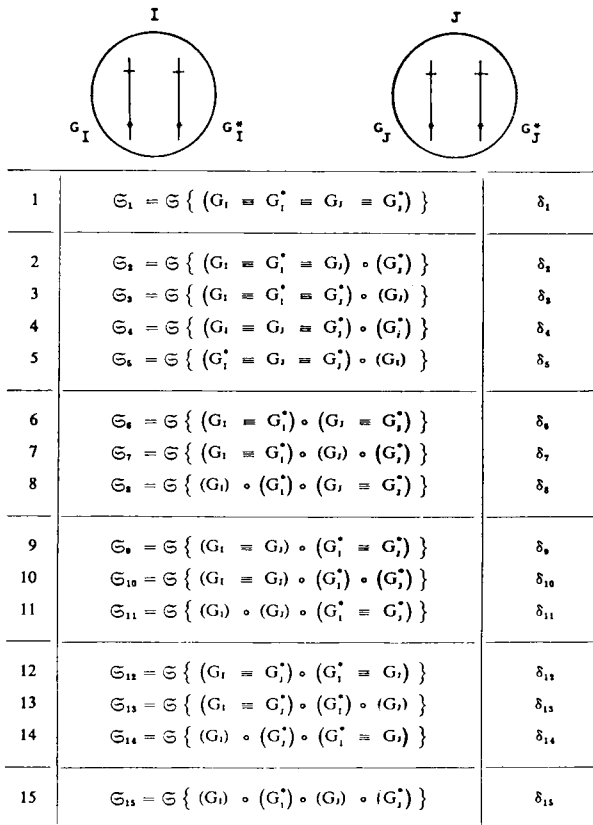 I J
G_I G*_I G_J G*_J
1 𝔖₁ = 𝔖 { (G_I ≡ G*_I ≡ G_J ≡ G*_J) } δ₁
2 𝔖₂ = 𝔖 { (G_I ≡ G*_I ≡ G_J) ∘ (G*_J) } δ₂
3 𝔖₃ = 𝔖 { (G_I ≡ G*_I ≡ G*_J) ∘ (G_J) } δ₃
4 𝔖₄ = 𝔖 { (G_I ≡ G_J ≡ G*_J) ∘ (G*_I) } δ₄
5 𝔖₅ = 𝔖 { (G*_I ≡ G_J ≡ G*_J) ∘ (G_I) } δ₅
6 𝔖₆ = 𝔖 { (G_I ≡ G*_I) ∘ (G_J ≡ G*_J) } δ₆
7 𝔖₇ = 𝔖 { (G_I ≡ G*_I) ∘ (G_J) ∘ (G*_J) } δ₇
8 𝔖₈ = 𝔖 { (G_I) ∘ (G*_I) ∘ (G_J ≡ G*_J) } δ₈
9 𝔖₉ = 𝔖 { (G_I ≡ G_J) ∘ (G*_I ≡ G*_J) } δ₉
10 𝔖₁₀ = 𝔖 { (G_I ≡ G_J) ∘ (G*_I) ∘ (G*_J) } δ₁₀
11 𝔖₁₁ = 𝔖 { (G_I) ∘ (G_J) ∘ (G*_I ≡ G*_J) } δ₁₁
12 𝔖₁₂ = 𝔖 { (G_I ≡ G*_J) ∘ (G*_I ≡ G_J) } δ₁₂
13 𝔖₁₃ = 𝔖 { (G_I ≡ G*_J) ∘ (G*_I) ∘ (G_J) } δ₁₃
14 𝔖₁₄ = 𝔖 { (G_I) ∘ (G*_J) ∘ (G*_I ≡ G_J) } δ₁₄
15 𝔖₁₅ = 𝔖 { (G_I) ∘ (G*_I) ∘ (G_J) ∘ (G*_J) } δ₁₅